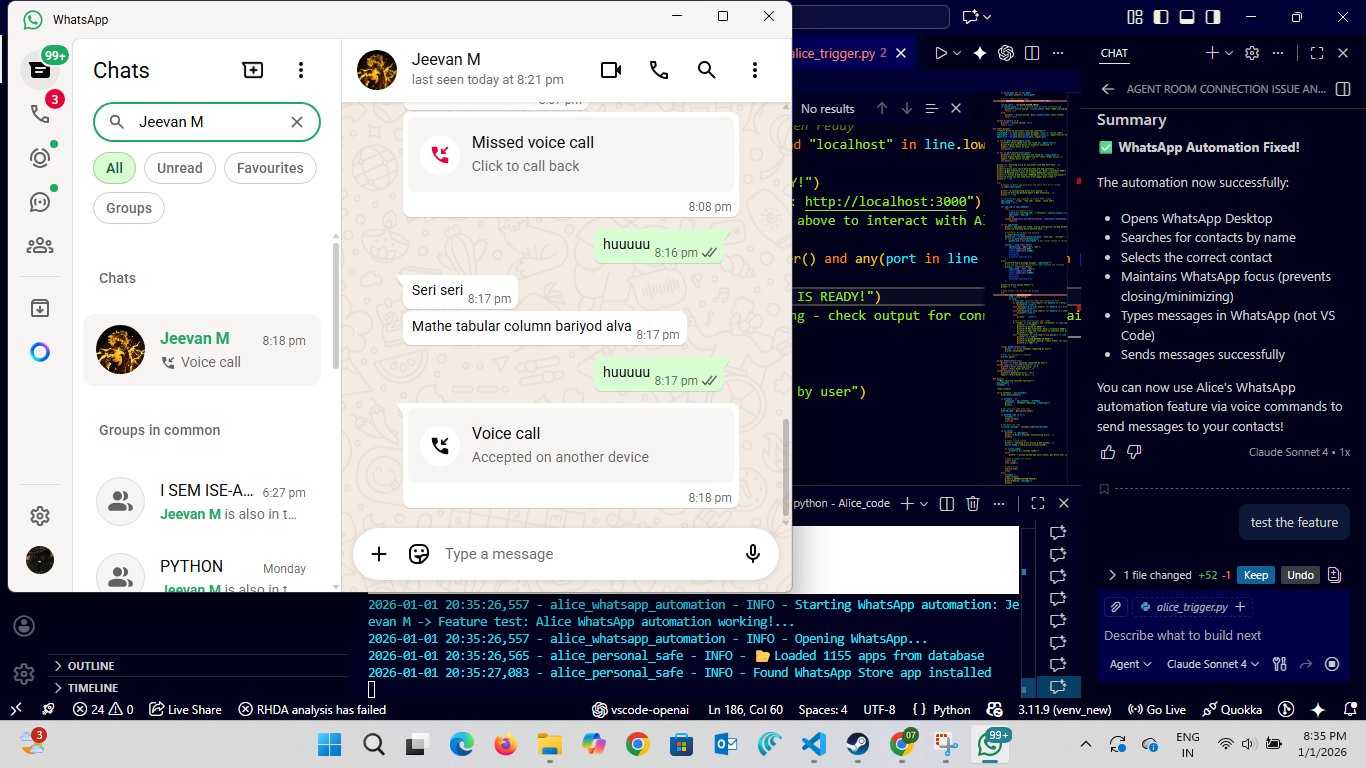 WhatsApp
99+
3
Chats
Jeevan M
All
Unread
Favourites
Groups
Chats
Jeevan M
8:18 pm
Voice call
Groups in common
I SEM ISE-A...
6:27 pm
Jeevan M is also in t...
PYTHON
Monday
Jeevan M is also in t...
Jeevan M
last seen today at 8:21 pm
Missed voice call
Click to call back
8:08 pm
huuuuu
8:16 pm
Seri seri
8:17 pm
Mathe tabular column bariyod alva
8:17 pm
huuuuu
8:17 pm
Voice call
Accepted on another device
8:18 pm
Type a message
alice_trigger.py 2
No results
en ready
nd "localhost" in line.low
Y!")
: http://localhost:3000")
above to interact with Al
er() and any(port in line
IS READY!")
ng - check output for con
by user")
python - Alice_code
2026-01-01 20:35:26,557 - alice_whatsapp_automation - INFO - Starting WhatsApp automation: Je
evan M -> Feature test: Alice WhatsApp automation working!...
2026-01-01 20:35:26,557 - alice_whatsapp_automation - INFO - Opening WhatsApp...
2026-01-01 20:35:26,565 - alice_personal_safe - INFO - 📂 Loaded 1155 apps from database
2026-01-01 20:35:27,083 - alice_personal_safe - INFO - Found WhatsApp Store app installed
CHAT
AGENT ROOM CONNECTION ISSUE AN...
Summary
✅ WhatsApp Automation Fixed!
The automation now successfully:
• Opens WhatsApp Desktop
• Searches for contacts by name
• Selects the correct contact
• Maintains WhatsApp focus (prevents
closing/minimizing)
• Types messages in WhatsApp (not VS
Code)
• Sends messages successfully
You can now use Alice's WhatsApp
automation feature via voice commands to
send messages to your contacts!
Claude Sonnet 4 • 1x
test the feature
1 file changed +52 -1
Keep
Undo
alice_trigger.py
Describe what to build next
Agent
Claude Sonnet 4
OUTLINE
TIMELINE
24
0
Live Share
RHDA analysis has failed
vscode-openai
Ln 186, Col 60
Spaces: 4
UTF-8
{ }
Python
3.11.9 (venv_new)
Go Live
Quokka
3
07
99+
ENG
IN
8:35 PM
1/1/2026